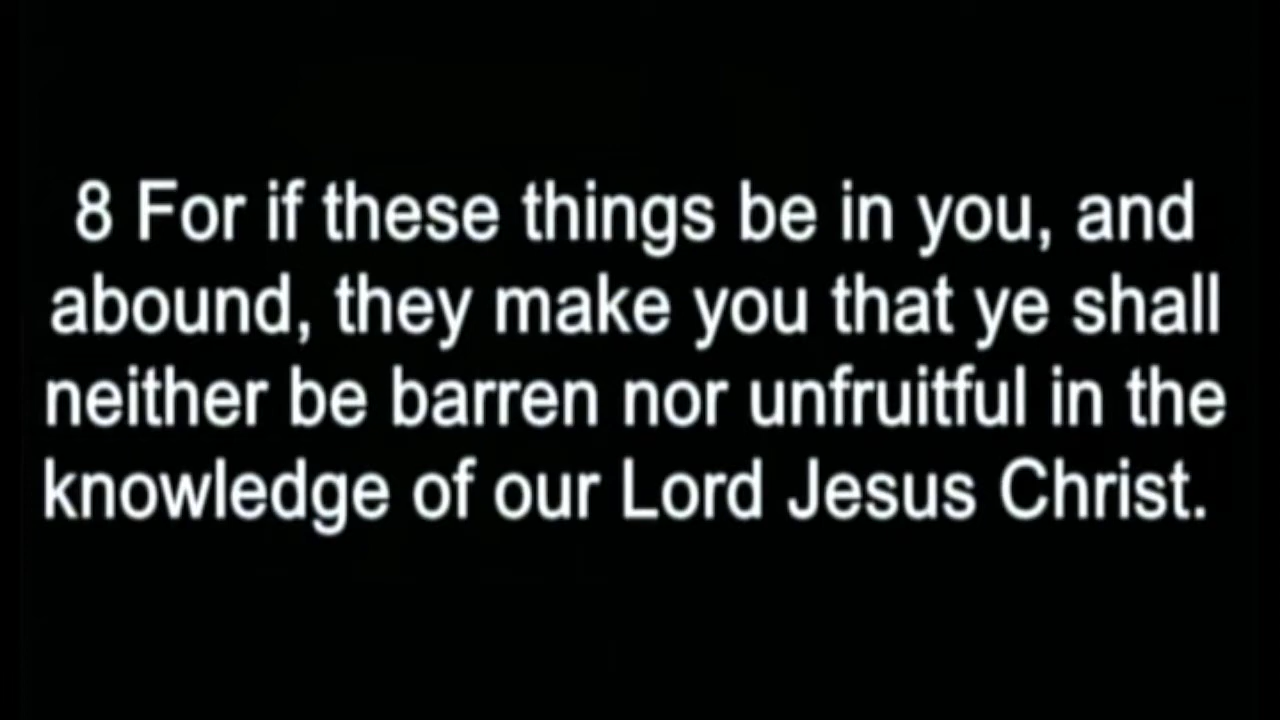 8 For if these things be in you, and
abound, they make you that ye shall
neither be barren nor unfruitful in the
knowledge of our Lord Jesus Christ.